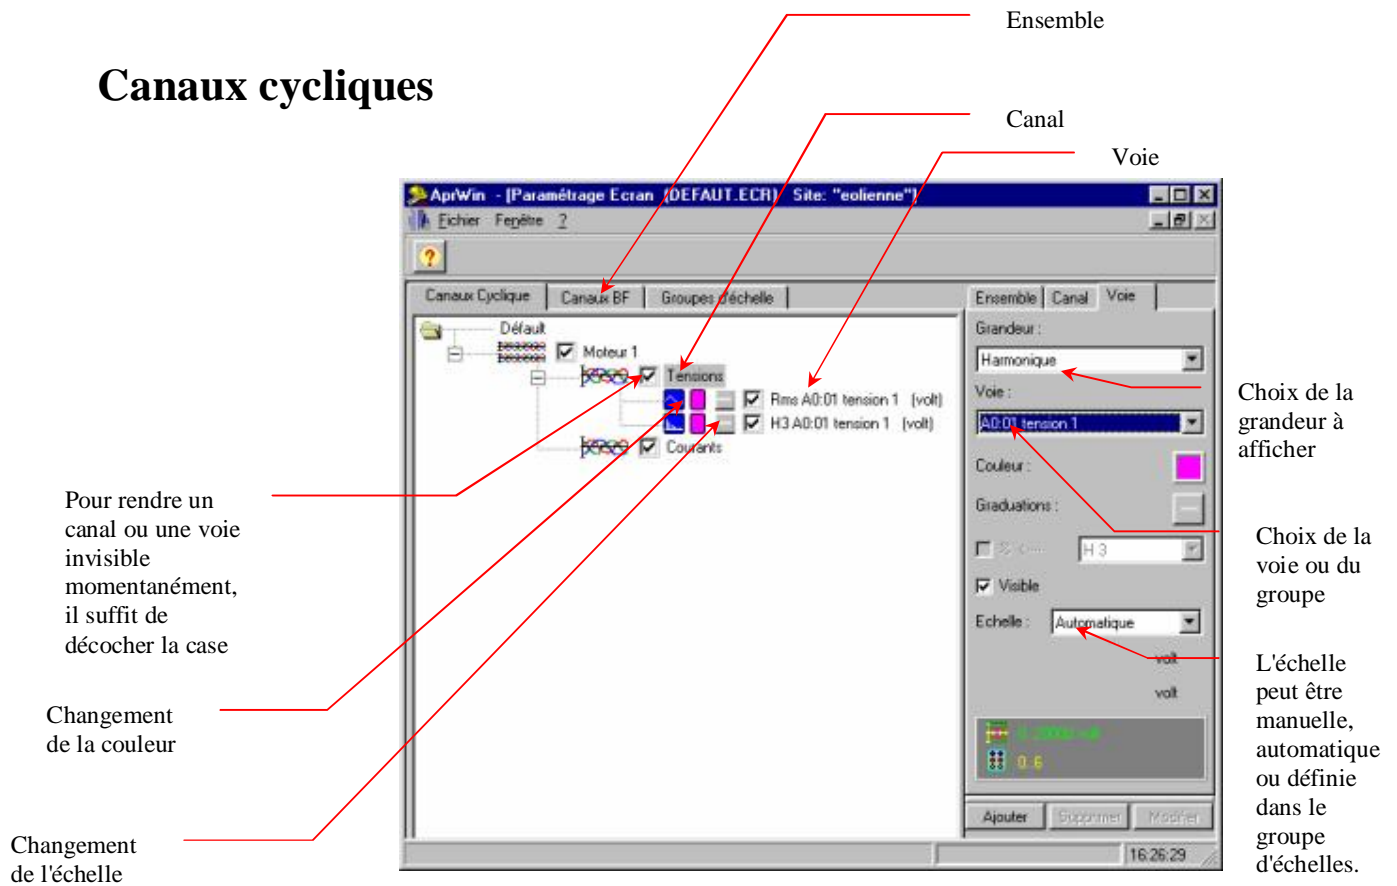 Ensemble
Canaux cycliques
Canal
Voie
AprWin - [Paramétrage Ecran (DEFAUT.ECR) Site: "eolienne"]
Fichier Fenêtre ?
Canaux Cyclique Canaux BF Groupes d'échelle
Ensemble Canal Voie
Défaut
Moteur 1
Tensions
Rms A0:01 tension 1 (volt)
H3 A0:01 tension 1 (volt)
Courants
Grandeur :
Harmonique
Voie :
A0:01 tension 1
Couleur :
Graduations :
H 3
Visible
Echelle : Automatique
volt
volt
0.6
Ajouter Supprimer Modifier
16:26:29
Choix de la
grandeur à
afficher
Choix de la
voie ou du
groupe
L'échelle
peut être
manuelle,
automatique
ou définie
dans le
groupe
d'échelles.
Pour rendre un
canal ou une voie
invisible
momentanément,
il suffit de
décocher la case
Changement
de la couleur
Changement
de l'échelle